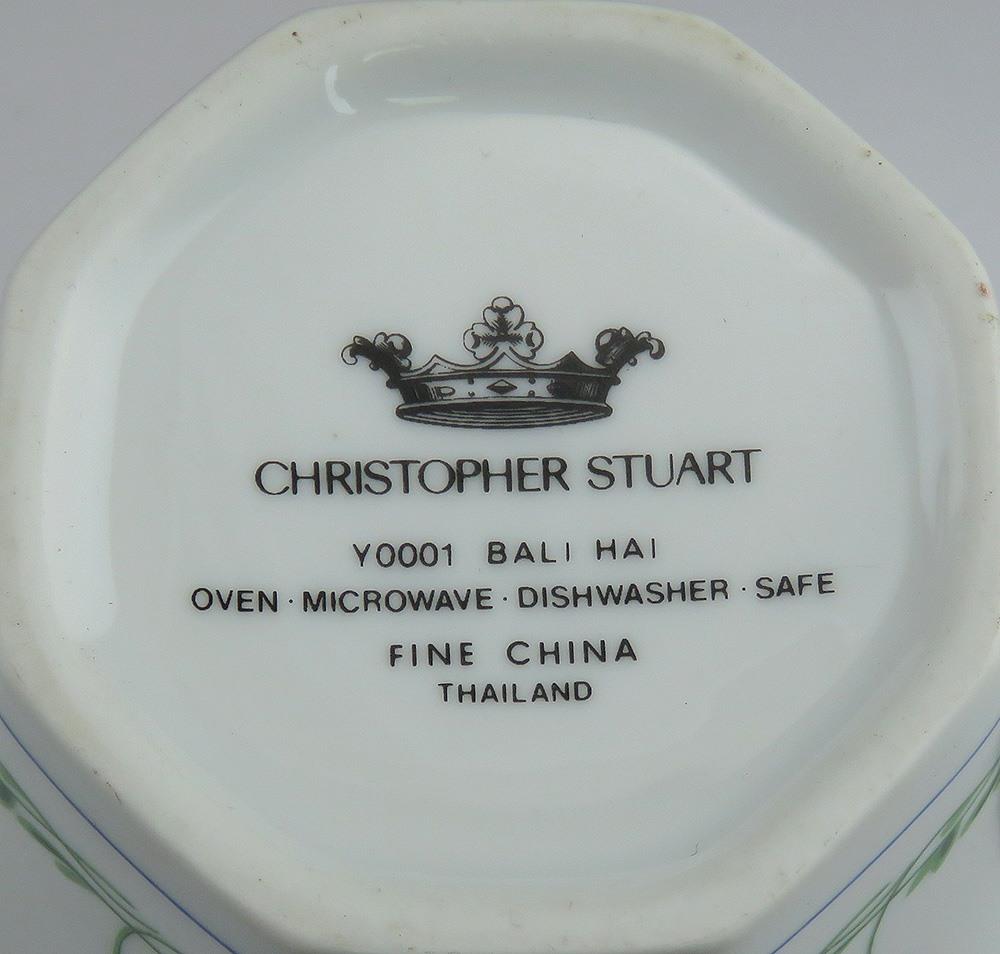 CHRISTOPHER STUART
Y0001 BALI HAI
OVEN · MICROWAVE · DISHWASHER · SAFE
FINE CHINA
THAILAND